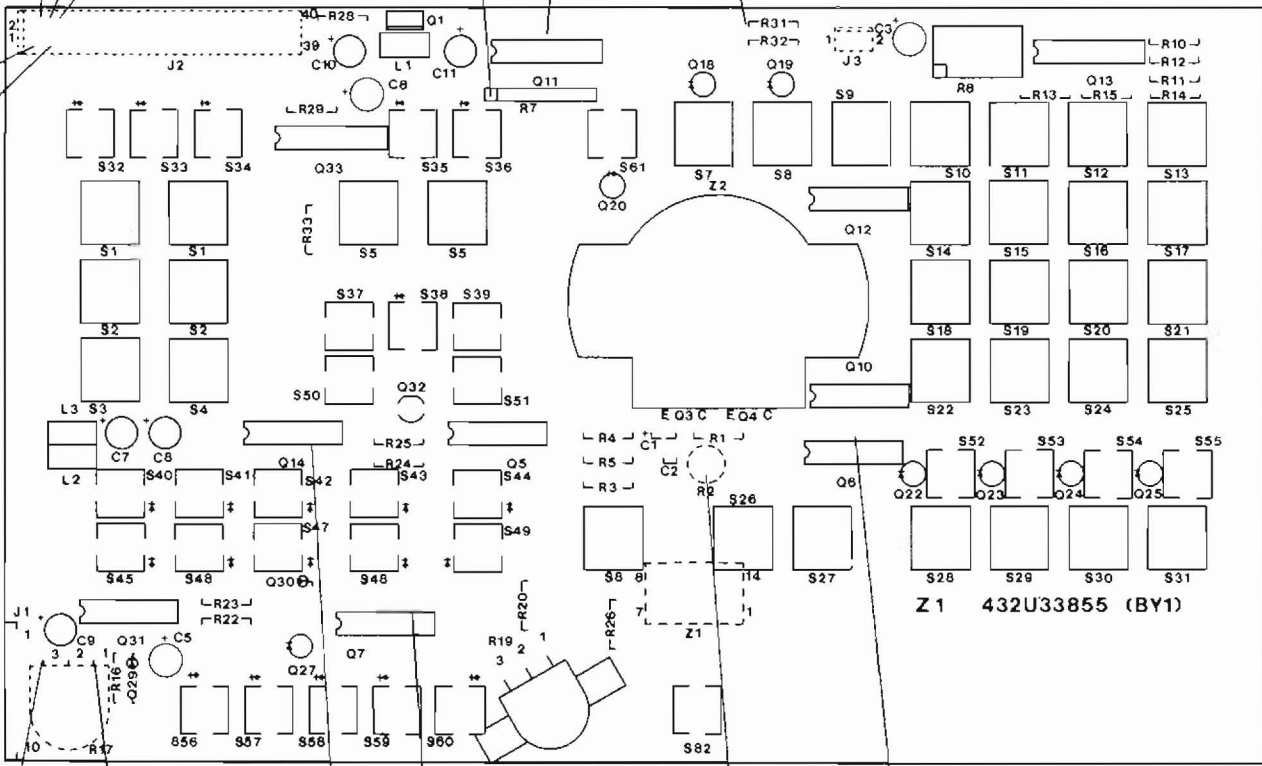 2 40 R28 Q1 R31 C3
1 39 C10 L1 C11 R32 1 2 R10
J2 C8 Q18 Q19 J3 R12
Q11 R8 Q13 R11
R29 R7 S9 R13 R15 R14
S32 S33 S34 Q33 S35 S36 S61 S7 S8 S10 S11 S12 S13
Z2
Q20
R33 Q12
S1 S1 S5 S5 S14 S15 S16 S17
S37 S38 S39
S2 S2 S18 S19 S20 S21
Q10
S50 Q32 S51
S3 S4 S22 S23 S24 S25
L3 E Q3 C E Q4 C
C7 C8 R25 R4 C1 R1
S52 S53 S54 S55
L2 Q14 R24 Q5 R5 C2
S40 S41 S42 S43 S44 R3 R2 Q6 Q22 Q23 Q24 Q25
S26
S47 S49
S45 S48 Q30 S48 S8 8 14 S27 S28 S29 S30 S31
R23 R20 Z1 432U33855 (BY1)
J1 R22 R26 7 1
1 C9 Q31 C5 R19 1 Z1
3 2 1 Q27 Q7 3 2
R16 Q29
10 R17 S56 S57 S58 S59 S60 S82